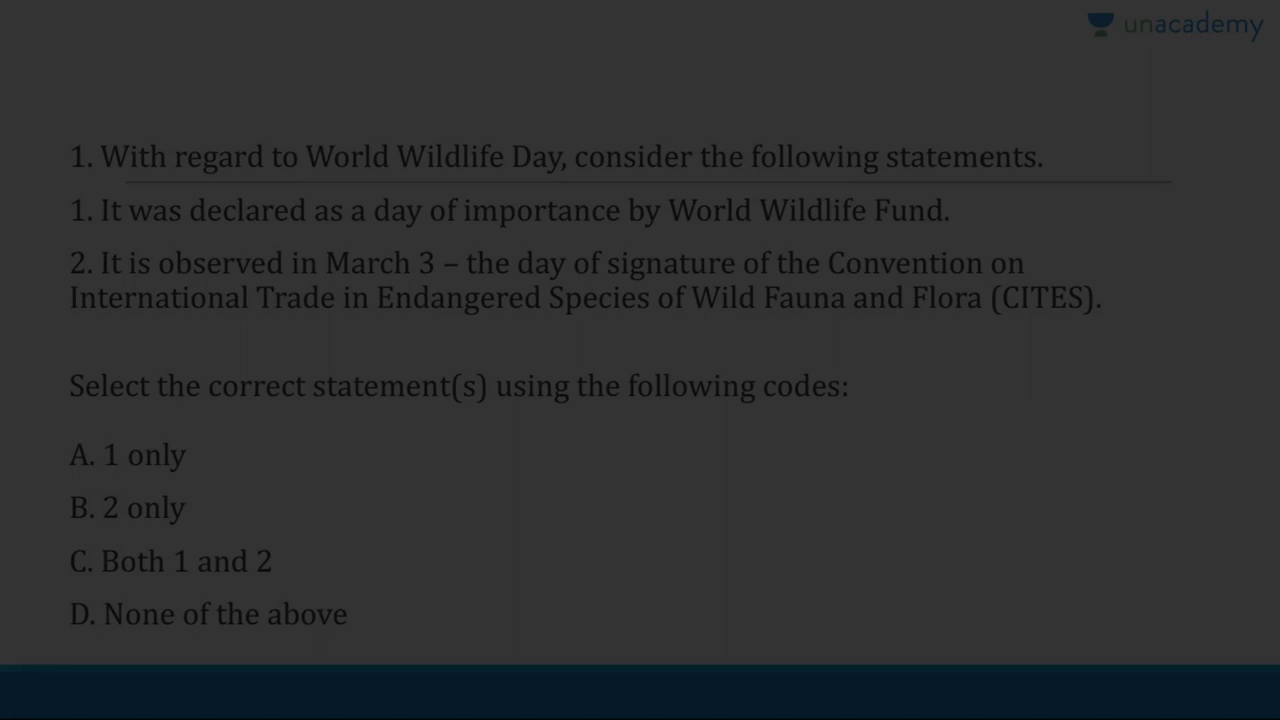 unacademy
1. With regard to World Wildlife Day, consider the following statements.
1. It was declared as a day of importance by World Wildlife Fund.
2. It is observed in March 3 – the day of signature of the Convention on
International Trade in Endangered Species of Wild Fauna and Flora (CITES).
Select the correct statement(s) using the following codes:
A. 1 only
B. 2 only
C. Both 1 and 2
D. None of the above